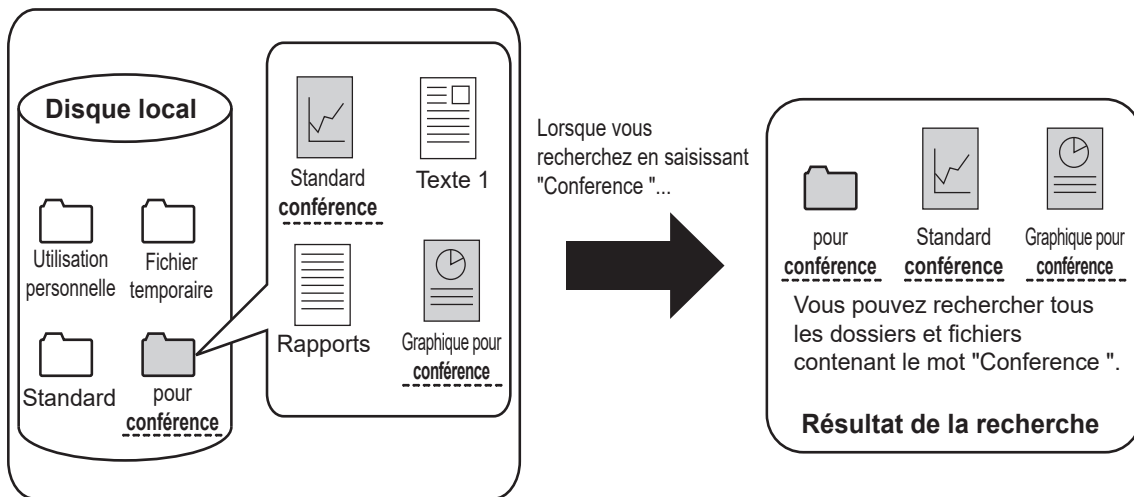 Disque local
Utilisation
personnelle
Fichier
temporaire
Standard
pour
conférence
Standard
conférence
Texte 1
Rapports
Graphique pour
conférence
Lorsque vous
recherchez en saisissant
"Conference "...
pour
conférence
Standard
conférence
Graphique pour
conférence
Vous pouvez rechercher tous
les dossiers et fichiers
contenant le mot "Conference ".
Résultat de la recherche